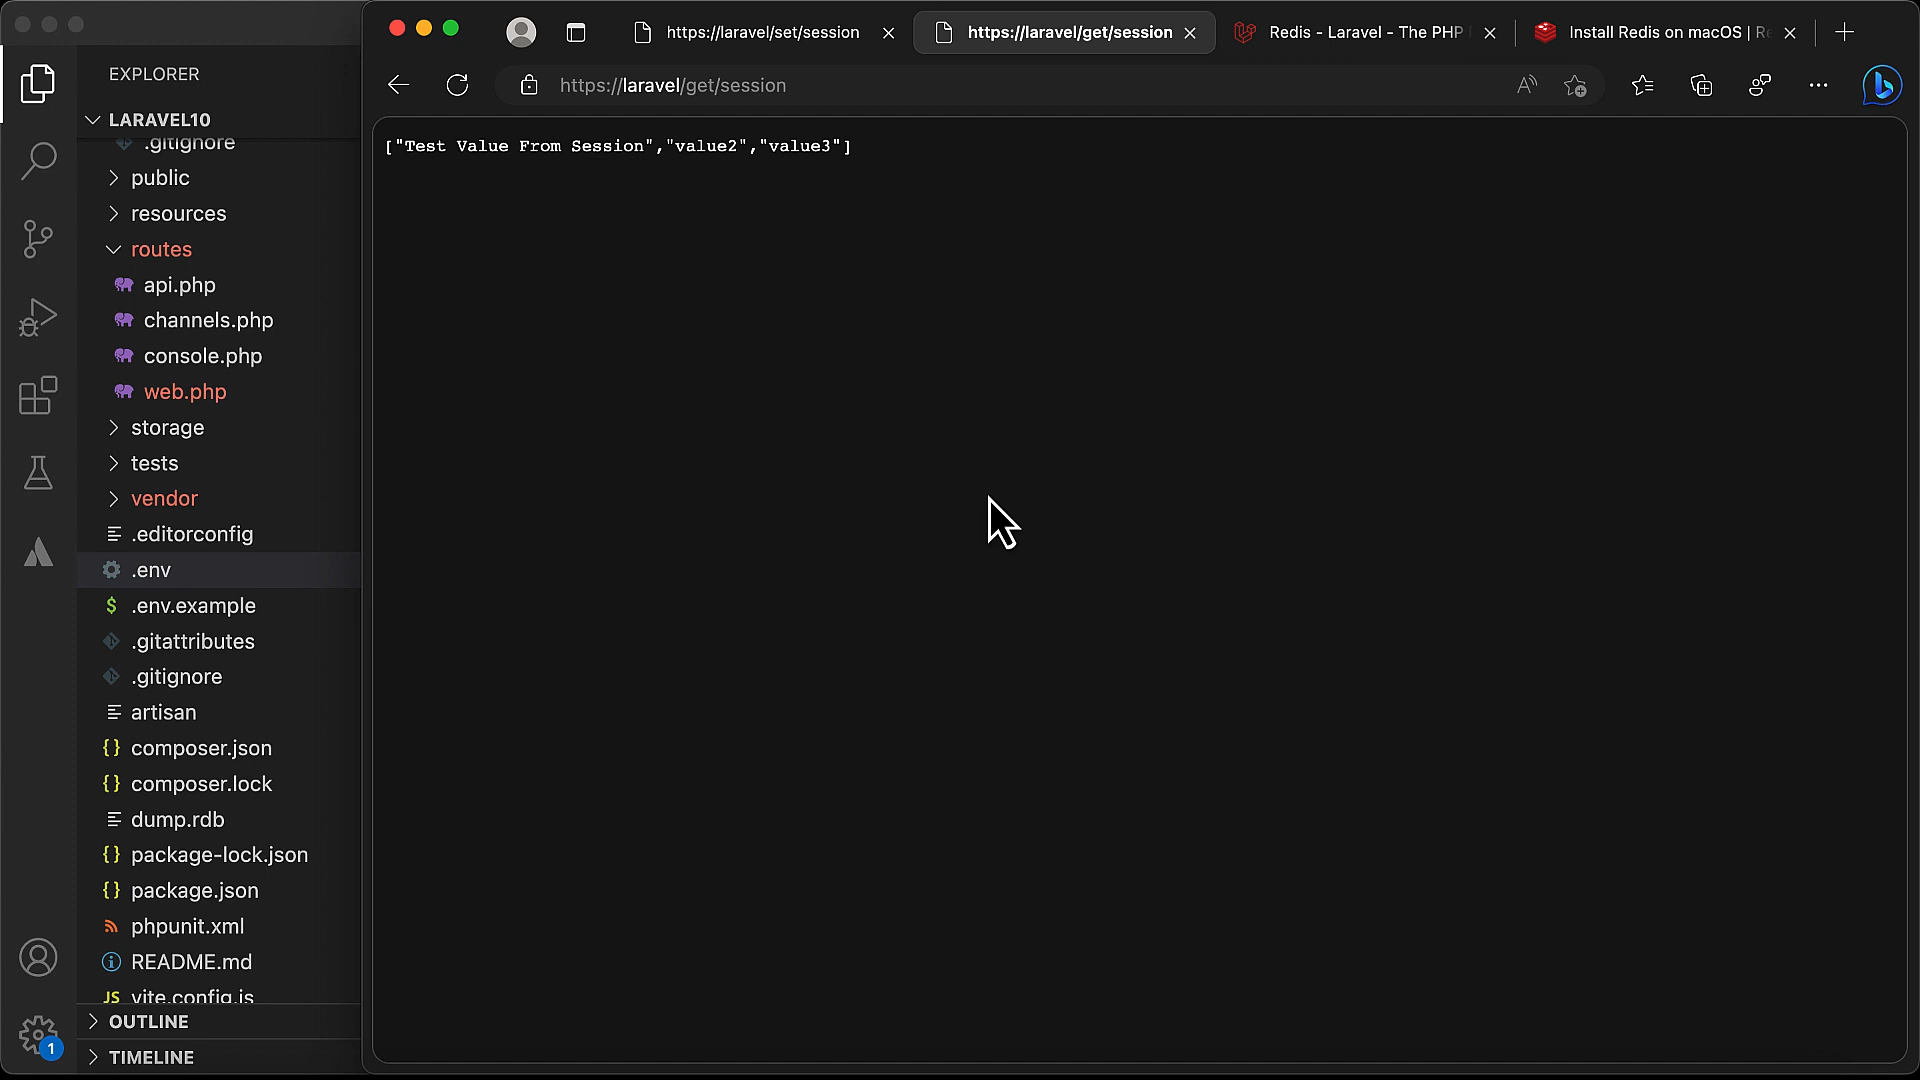 EXPLORER
LARAVEL10
.gitignore
public
resources
routes
api.php
channels.php
console.php
web.php
storage
tests
vendor
.editorconfig
.env
$ .env.example
.gitattributes
.gitignore
artisan
{} composer.json
{} composer.lock
dump.rdb
{} package-lock.json
{} package.json
phpunit.xml
README.md
JS vite.config.js
OUTLINE
TIMELINE
1
https://laravel/set/session
https://laravel/get/session
Redis - Laravel - The PHP
Install Redis on macOS | Re
https://laravel/get/session
["Test Value From Session","value2","value3"]